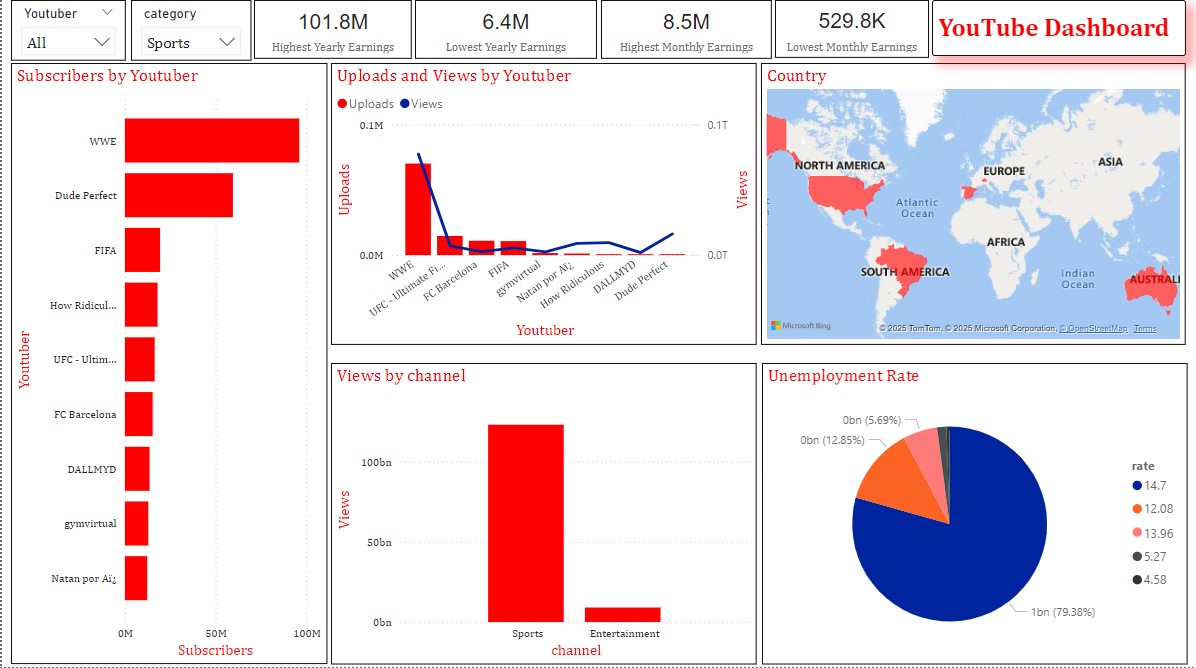 Youtuber
All
category
Sports
101.8M
Highest Yearly Earnings
6.4M
Lowest Yearly Earnings
8.5M
Highest Monthly Earnings
529.8K
Lowest Monthly Earnings
YouTube Dashboard
Subscribers by Youtuber
Youtuber
WWE
Dude Perfect
FIFA
How Ridicul...
UFC - Ultim...
FC Barcelona
DALLMYD
gymvirtual
Natan por Aï¿
0M
50M
100M
Subscribers
Uploads and Views by Youtuber
Uploads
Views
0.1M
0.1T
Uploads
Views
0.0M
0.0T
WWE
UFC - Ultimate Fi...
FC Barcelona
FIFA
gymvirtual
Natan por Aï¿
How Ridiculous
DALLMYD
Dude Perfect
Youtuber
Country
NORTH AMERICA
EUROPE
ASIA
Atlantic
Ocean
AFRICA
SOUTH AMERICA
Indian
Ocean
AUSTRALI
Microsoft Bing
© 2025 TomTom, © 2025 Microsoft Corporation, © OpenStreetMap Terms
Views by channel
Views
100bn
50bn
0bn
Sports
Entertainment
channel
Unemployment Rate
0bn (5.69%)
0bn (12.85%)
1bn (79.38%)
rate
14.7
12.08
13.96
5.27
4.58